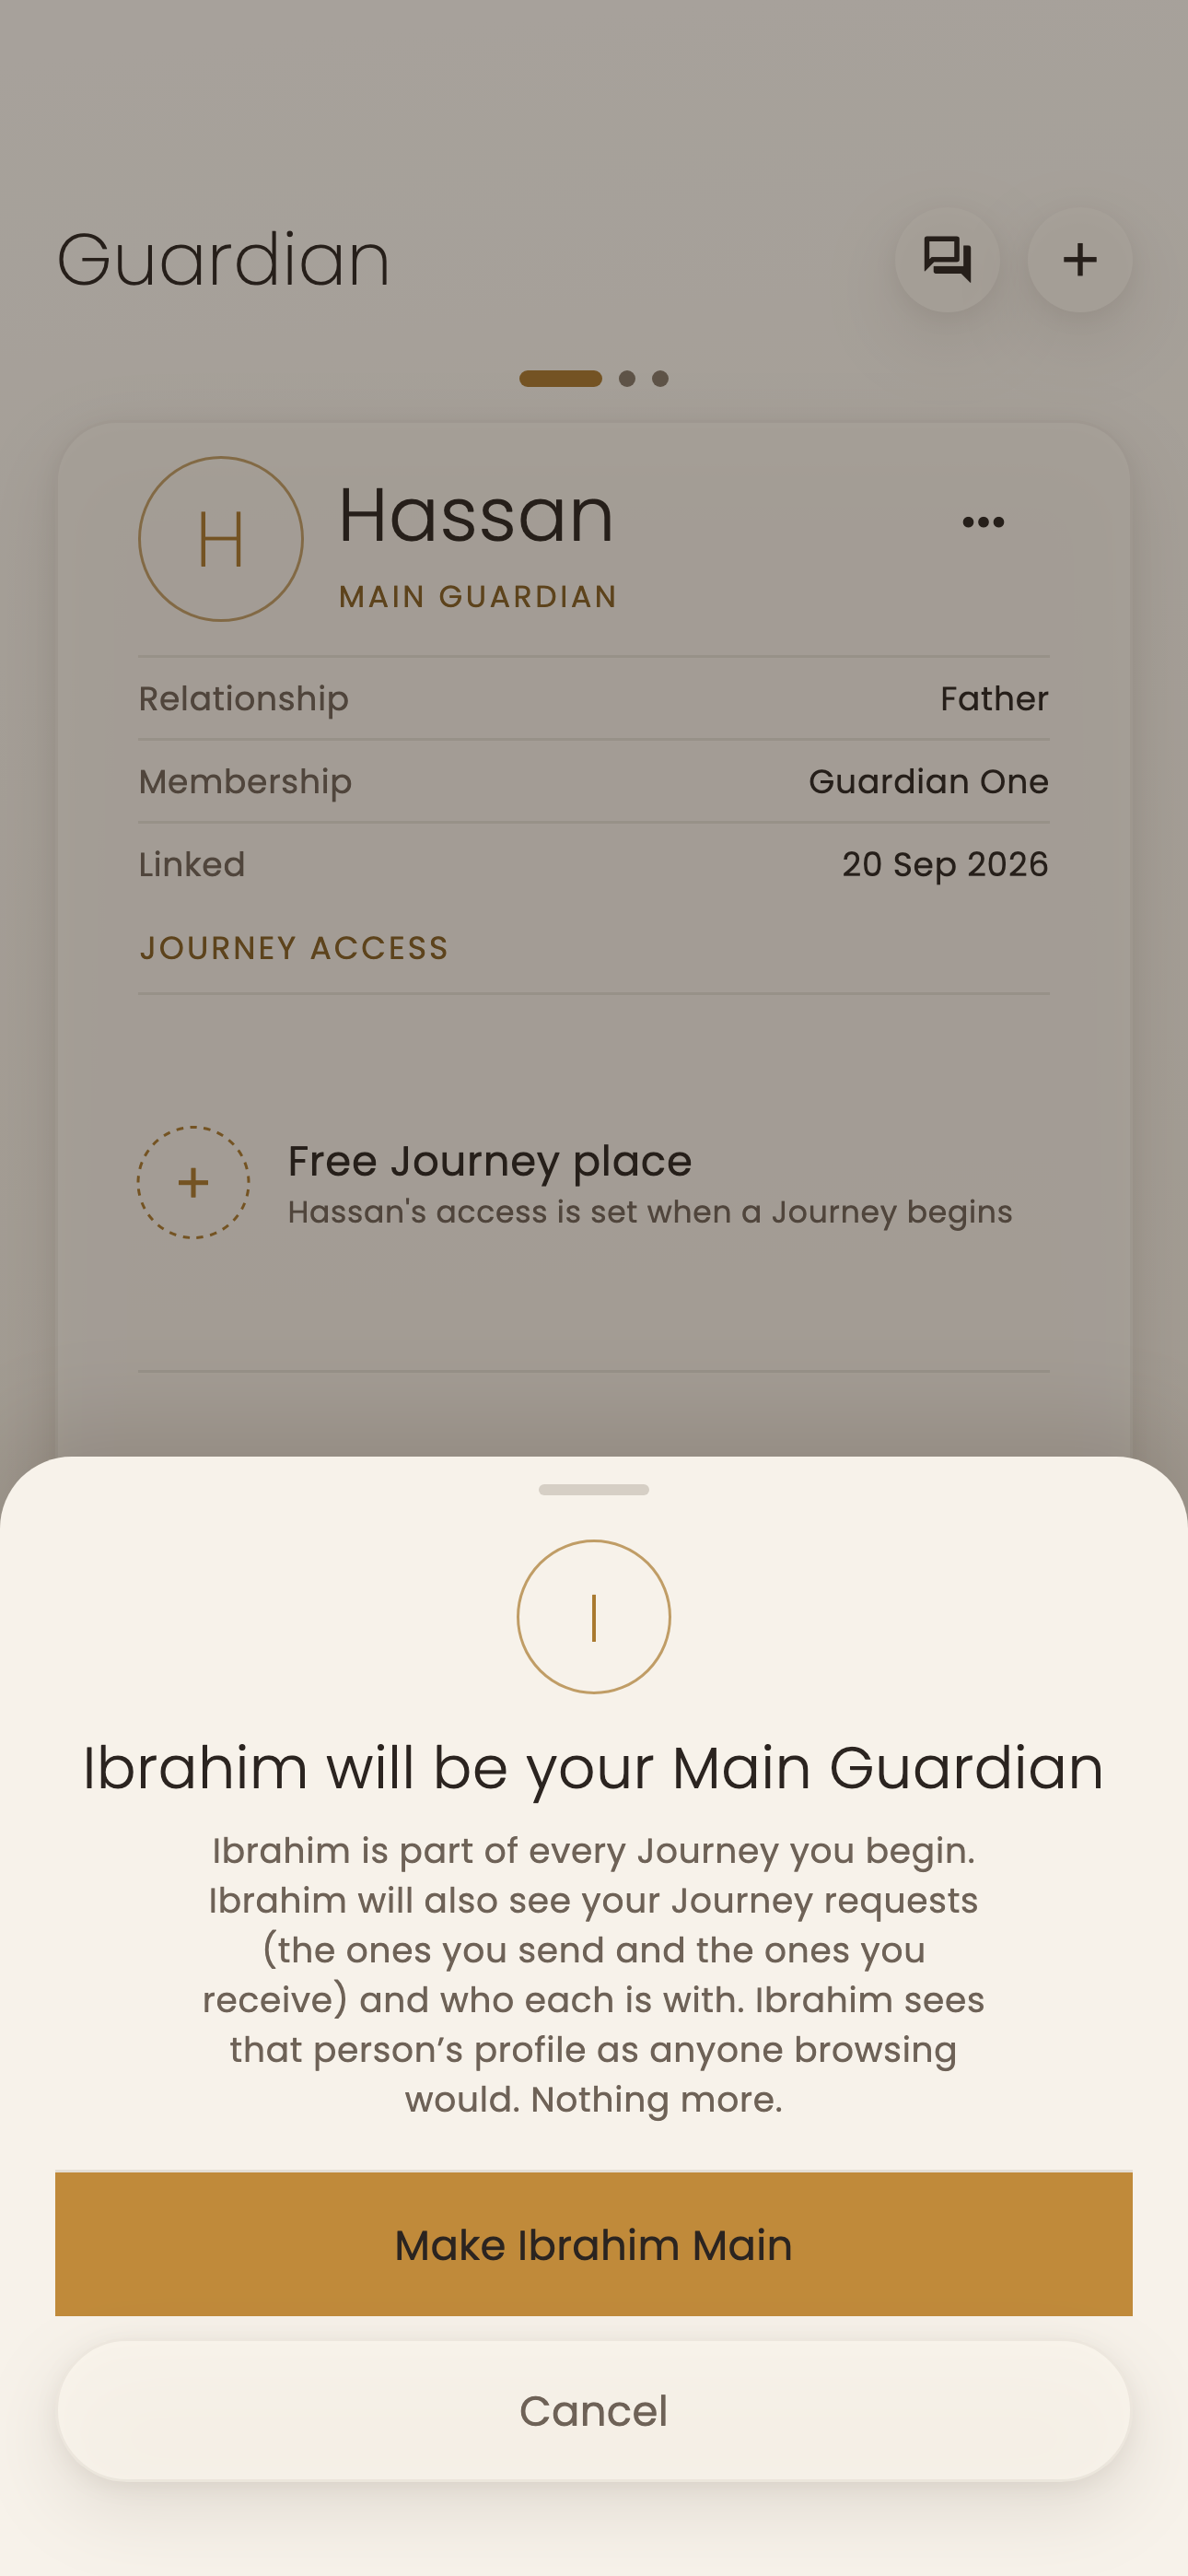 Guardian
H
Hassan
MAIN GUARDIAN
Relationship Father
Membership Guardian One
Linked 20 Sep 2026
JOURNEY ACCESS
Free Journey place
Hassan's access is set when a Journey begins
I
Ibrahim will be your Main Guardian
Ibrahim is part of every Journey you begin.
Ibrahim will also see your Journey requests
(the ones you send and the ones you
receive) and who each is with. Ibrahim sees
that person’s profile as anyone browsing
would. Nothing more.
Make Ibrahim Main
Cancel